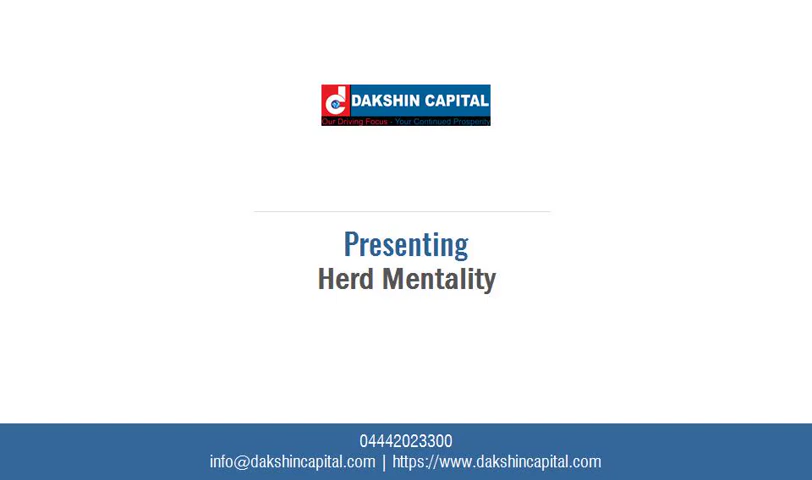 DAKSHIN CAPITAL
Our Driving Focus - Your Continued Prosperity
Presenting
Herd Mentality
04442023300
info@dakshincapital.com | https://www.dakshincapital.com